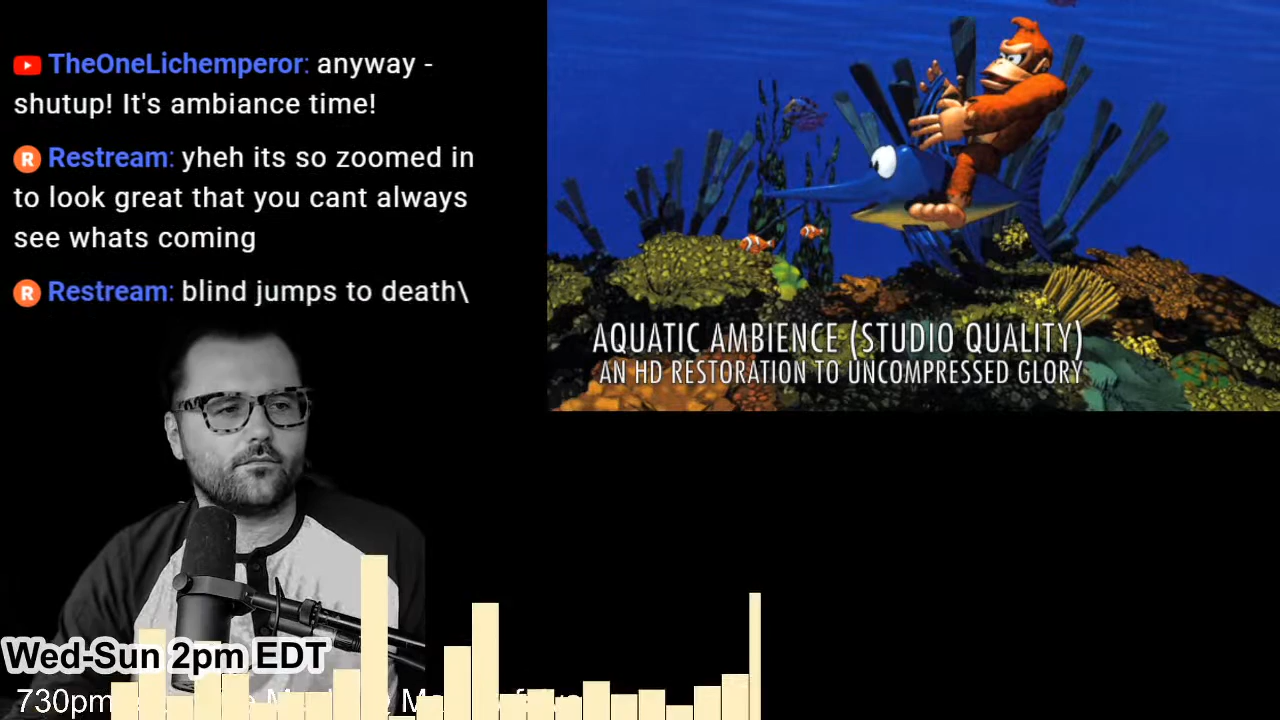 TheOneLichemperor: anyway -
shutup! It's ambiance time!
R Restream: yheh its so zoomed in
to look great that you cant always
see whats coming
R Restream: blind jumps to death\
AQUATIC AMBIENCE (STUDIO QUALITY)
AN HD RESTORATION TO UNCOMPRESSED GLORY
Wed-Sun 2pm EDT
730pm